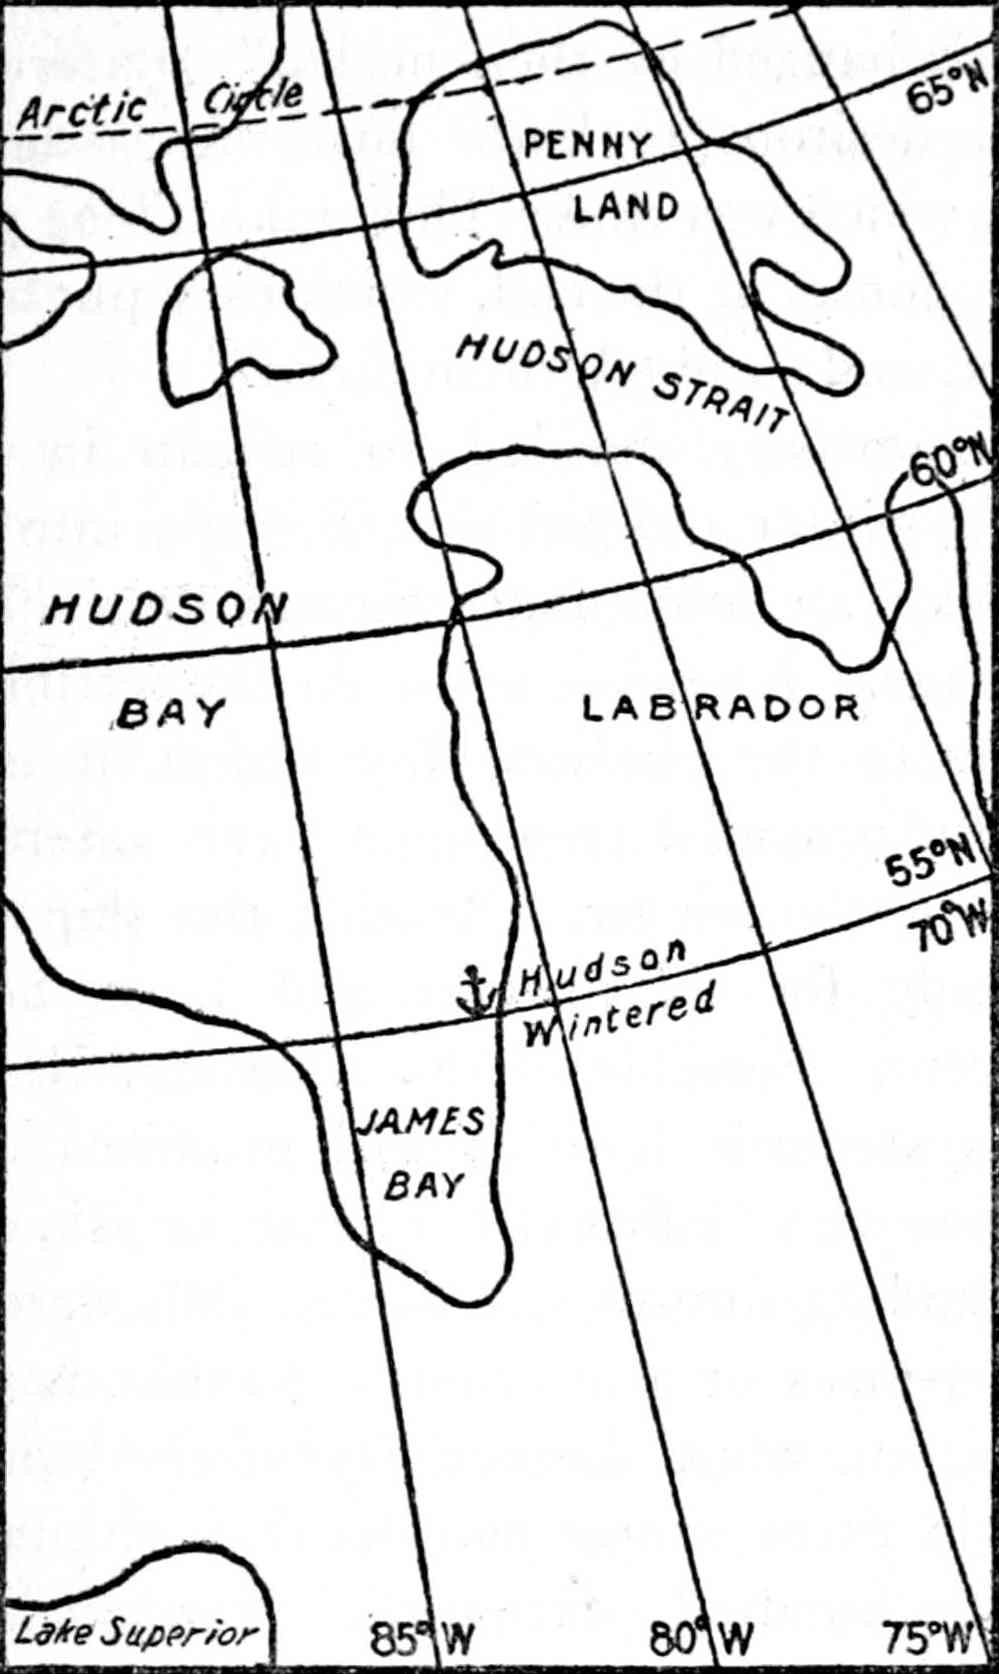 Arctic Circle
65°N
PENNY
LAND
HUDSON STRAIT
60°N
HUDSON
BAY
LABRADOR
55°N
70°W
Hudson
Wintered
JAMES
BAY
Lake Superior
85°W
80°W
75°W